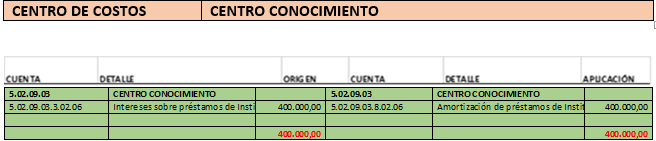 CENTRO DE COSTOS CENTRO CONOCIMIENTO
CUENTA DETALLE ORIGEN CUENTA DETALLE APLICACIÓN
5.02.09.03 CENTRO CONOCIMIENTO 5.02.09.03 CENTRO CONOCIMIENTO
5.02.09.03.3.02.06 Intereses sobre préstamos de Insti 400.000,00 5.02.09.03.8.02.06 Amortización de préstamos de Instit 400.000,00
400.000,00 400.000,00